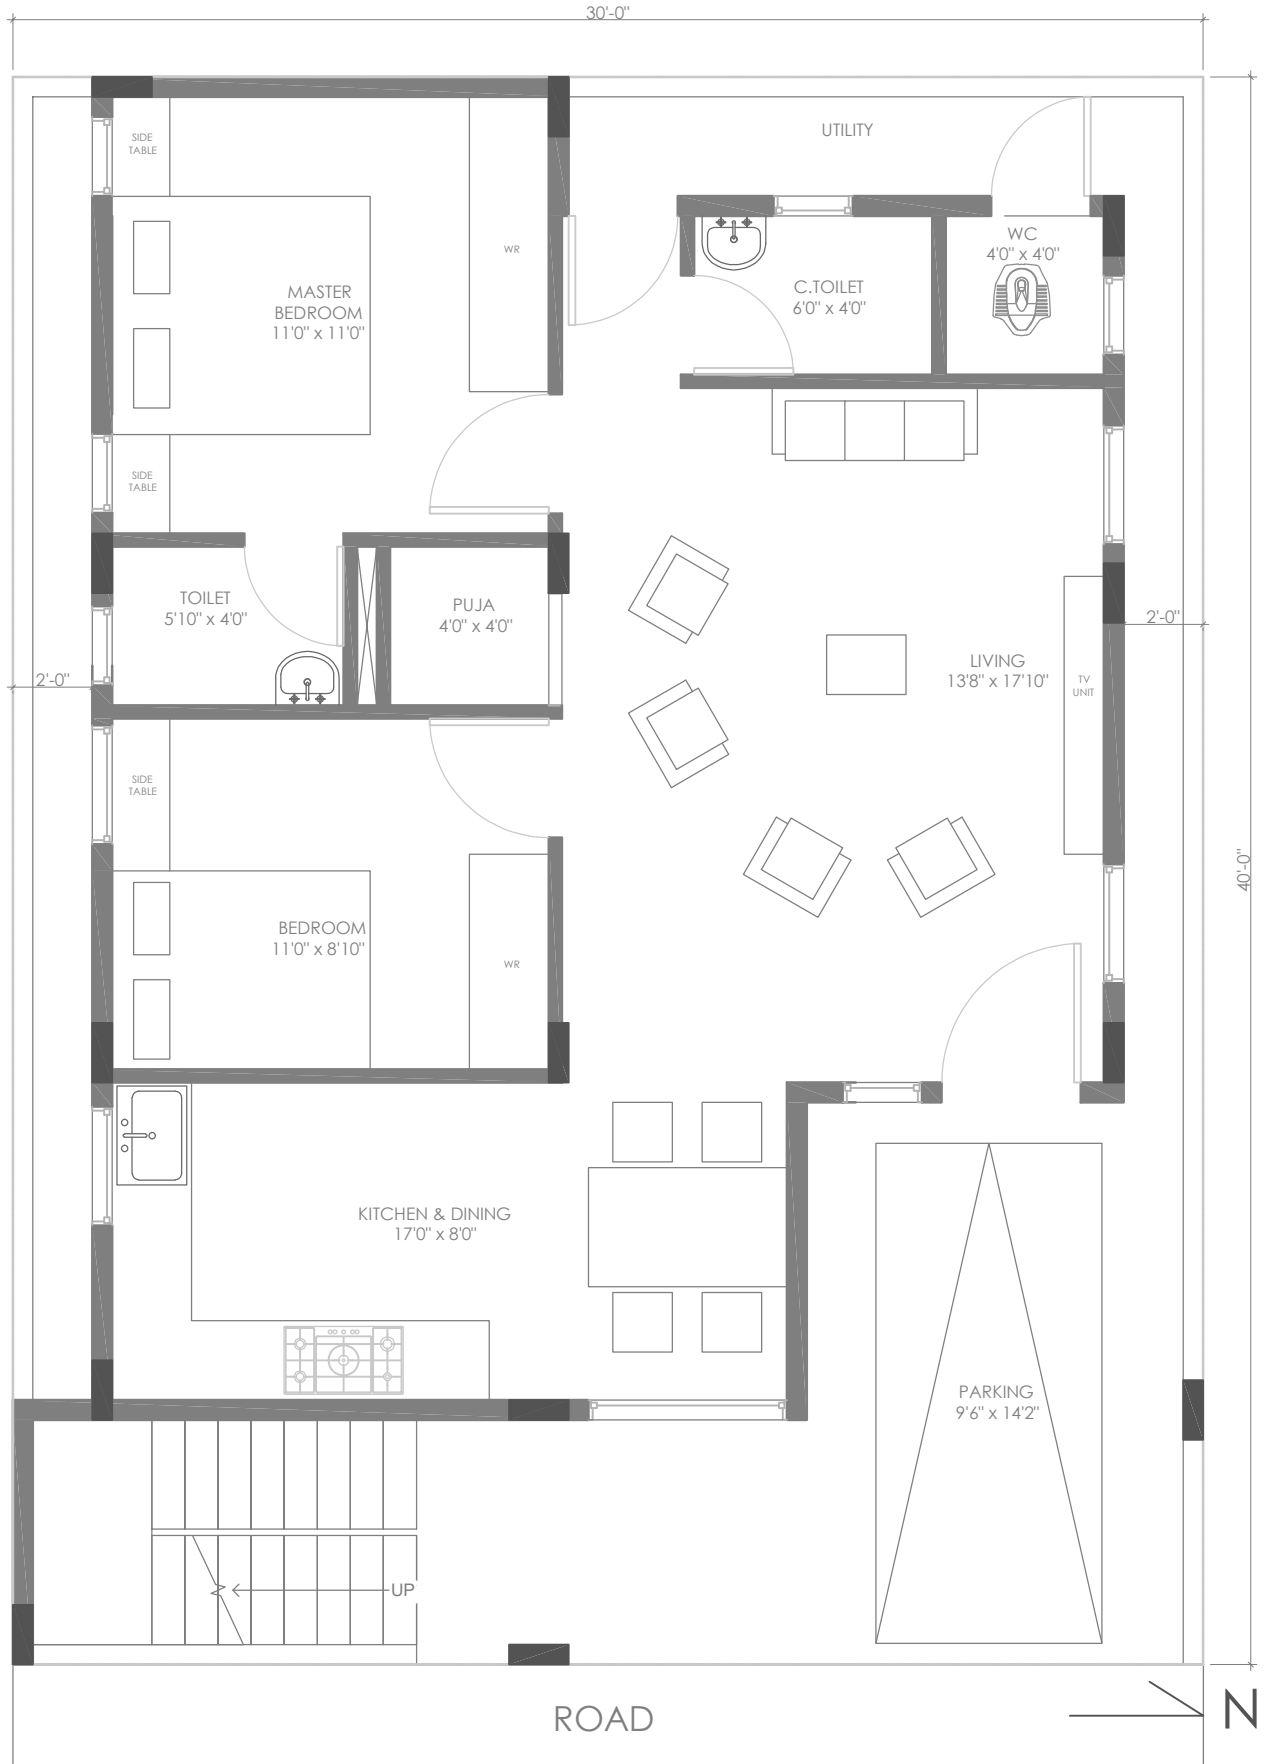 30'-0"
UTILITY
SIDE
TABLE
WR
WC
4'0" x 4'0"
C.TOILET
6'0" x 4'0"
MASTER
BEDROOM
11'0" x 11'0"
SIDE
TABLE
TOILET
5'10" x 4'0"
PUJA
4'0" x 4'0"
2'-0"
LIVING
13'8" x 17'10"
TV
UNIT
2'-0"
SIDE
TABLE
40'-0"
BEDROOM
11'0" x 8'10"
WR
KITCHEN & DINING
17'0" x 8'0"
PARKING
9'6" x 14'2"
UP
ROAD
N